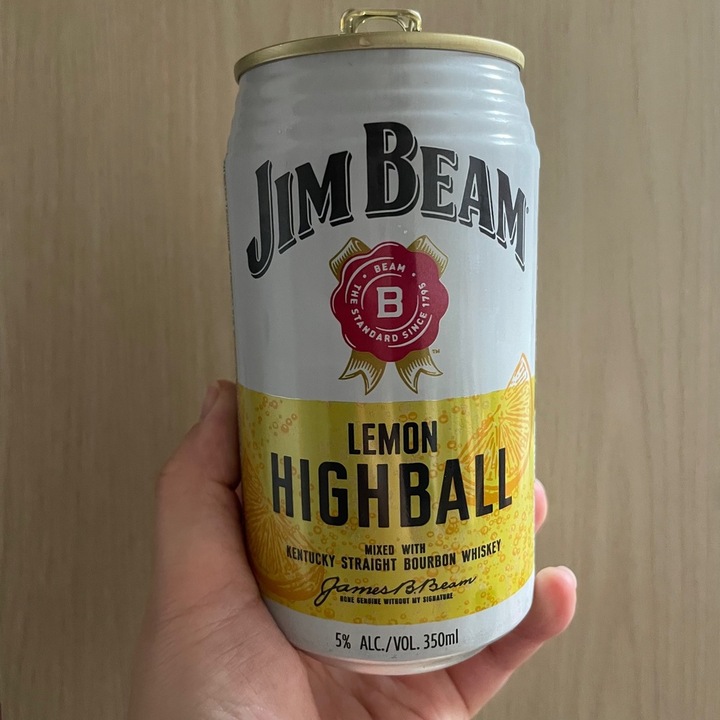 JIM BEAM
BEAM
B
THE STANDARD SINCE 1795
LEMON
HIGHBALL
MIXED WITH
KENTUCKY STRAIGHT BOURBON WHISKEY
James B. Beam
NONE GENUINE WITHOUT MY SIGNATURE
5% ALC./VOL. 350ml